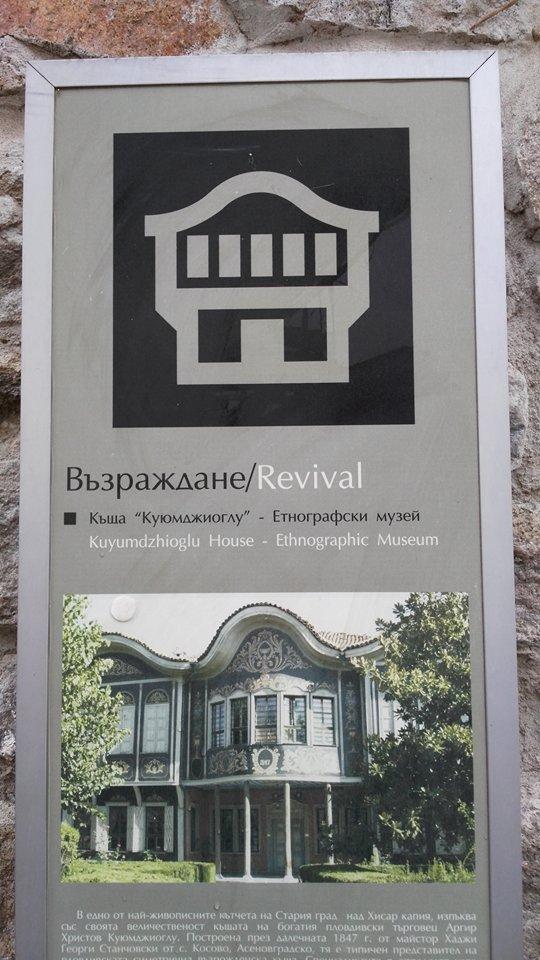 Възраждане/Revival
Къща "Куюмджиоглу" - Етнографски музей
Kuyumdzhioglu House - Ethnographic Museum
1847
В едно от най-живописните кътчета на Стария град над Хисар капия, изпъква
със своята величественост къщата на богатия пловдивски търговец Аргир
Христов Куюмджиоглу. Построена през далечната 1847 г. от майстор Хаджи
Георги Станчовски от с. Косово, Асеновградско, тя е типичен представител на